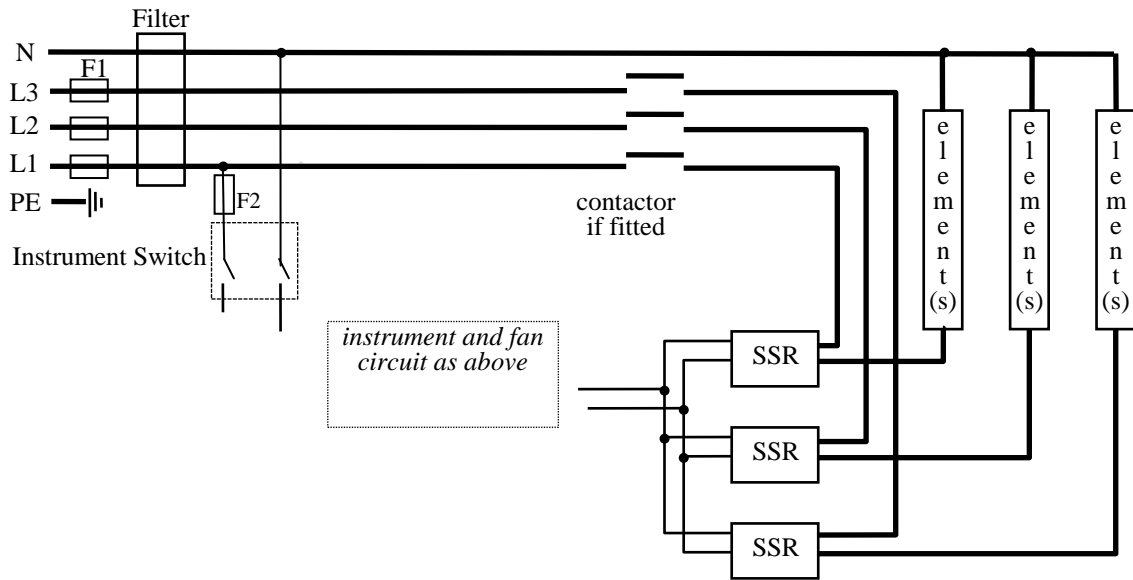 Filter
N
F1
L3
L2
L1
F2
PE
contactor
if fitted
Instrument Switch
instrument and fan
circuit as above
SSR
SSR
SSR
element(s)
element(s)
element(s)